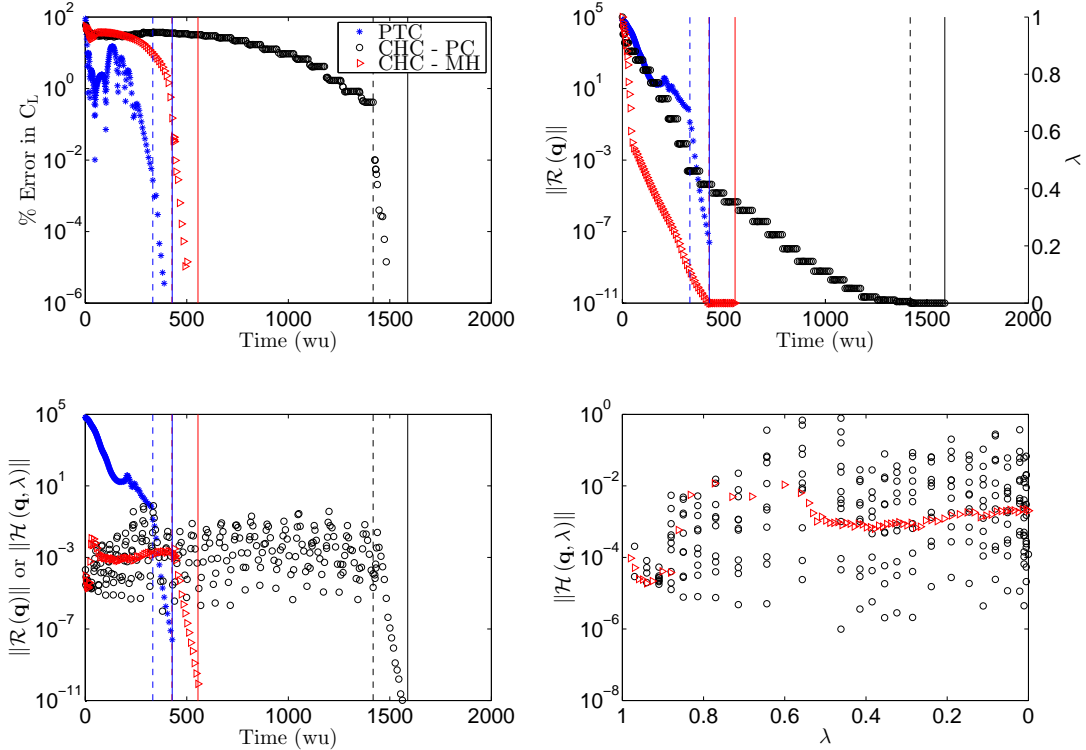 10^2
10^0
10^-2
10^-4
10^-6
% Error in C_L
0 500 1000 1500 2000
Time (wu)
PTC
CHC - PC
CHC - MH
10^5
10^1
10^-3
10^-7
10^-11
‖R(q)‖
1
0.8
0.6
0.4
0.2
0
λ
0 500 1000 1500 2000
Time (wu)
10^5
10^1
10^-3
10^-7
10^-11
‖R(q)‖ or ‖H(q, λ)‖
0 500 1000 1500 2000
Time (wu)
10^0
10^-2
10^-4
10^-6
10^-8
‖H(q, λ)‖
1 0.8 0.6 0.4 0.2 0
λ